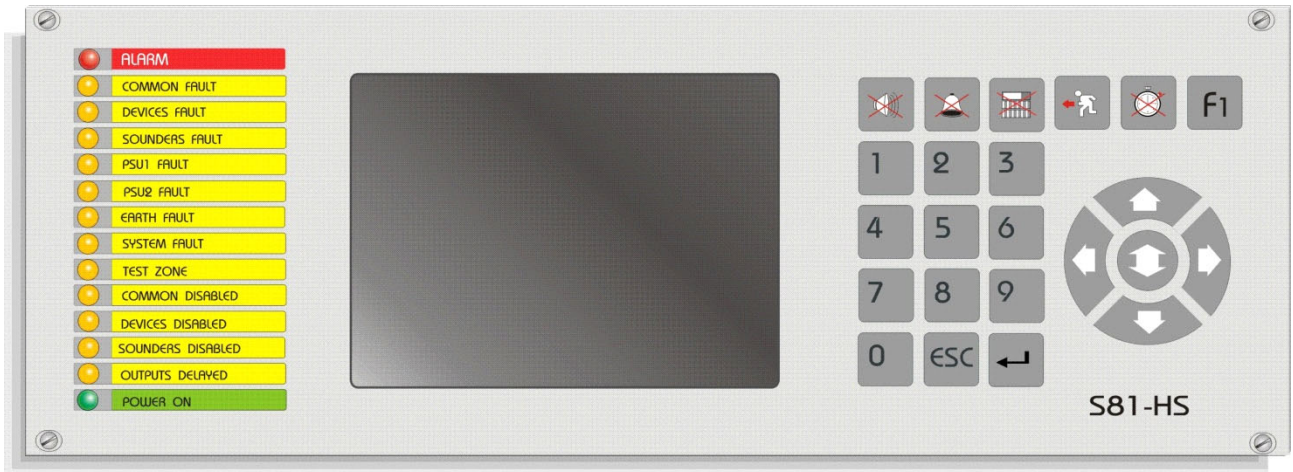 ALARM
COMMON FAULT
DEVICES FAULT
SOUNDERS FAULT
PSU1 FAULT
PSU2 FAULT
EARTH FAULT
SYSTEM FAULT
TEST ZONE
COMMON DISABLED
DEVICES DISABLED
SOUNDERS DISABLED
OUTPUTS DELAYED
POWER ON
F1
1 2 3
4 5 6
7 8 9
0 ESC
S81-HS